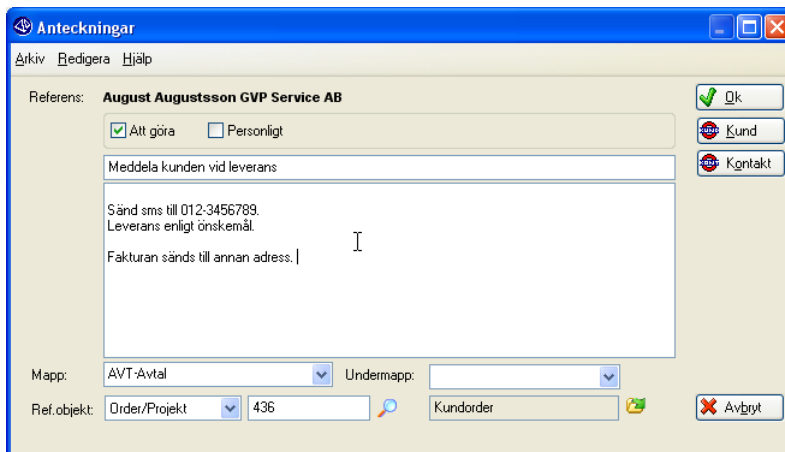 Anteckningar
Arkiv Redigera Hjälp
Referens: August Augustsson GVP Service AB
Ok
Att göra Personligt
Kund
Meddela kunden vid leverans
Kontakt
Sänd sms till 012-3456789.
Leverans enligt önskemål.
Fakturan sänds till annan adress.
Mapp: AVT-Avtal Undermapp:
Ref.objekt: Order/Projekt 436 Kundorder
Avbryt